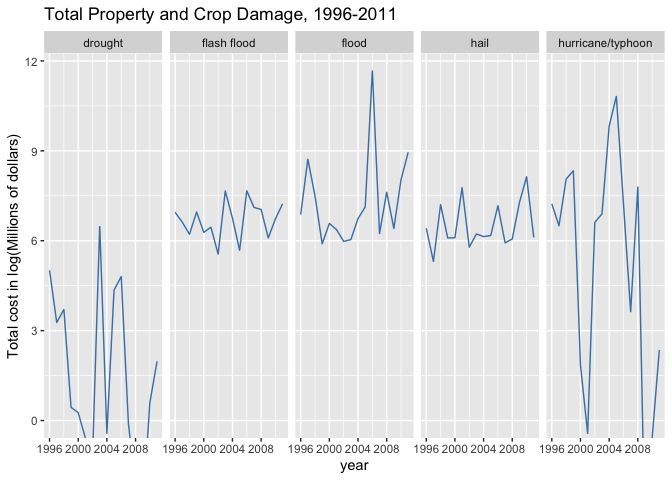 Total Property and Crop Damage, 1996-2011
drought flash flood flood hail hurricane/typhoon
Total cost in log(Millions of dollars)
12
9
6
3
0
1996 2000 2004 2008 1996 2000 2004 2008 1996 2000 2004 2008 1996 2000 2004 2008 1996 2000 2004 2008
year